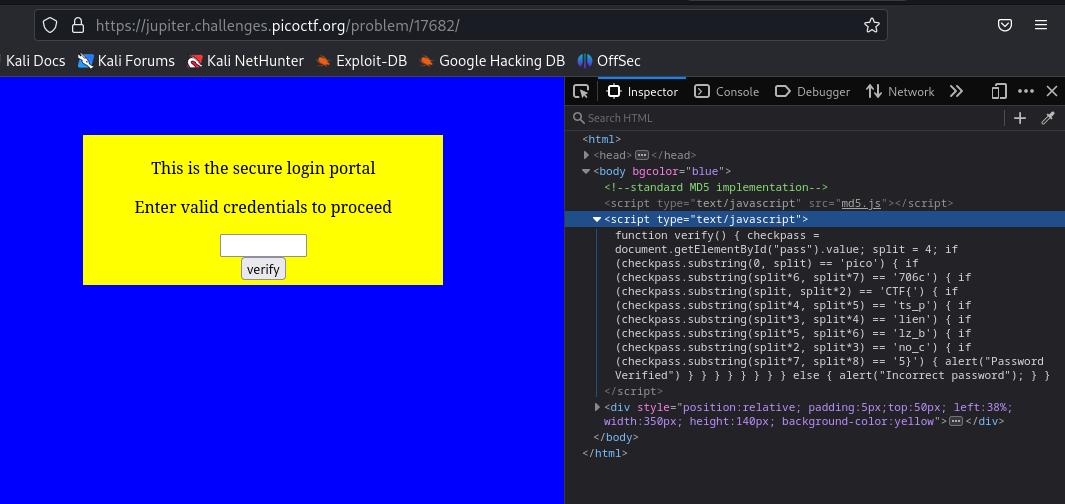 https://jupiter.challenges.picoctf.org/problem/17682/
Kali Docs Kali Forums Kali NetHunter Exploit-DB Google Hacking DB OffSec
This is the secure login portal
Enter valid credentials to proceed
verify
Inspector Console Debugger Network
Search HTML
<html>
<head></head>
<body bgcolor="blue">
<!--standard MD5 implementation-->
<script type="text/javascript" src="md5.js"></script>
<script type="text/javascript">
function verify() { checkpass =
document.getElementById("pass").value; split = 4; if
(checkpass.substring(0, split) == 'pico') { if
(checkpass.substring(split*6, split*7) == '706c') { if
(checkpass.substring(split, split*2) == 'CTF{') { if
(checkpass.substring(split*4, split*5) == 'ts_p') { if
(checkpass.substring(split*3, split*4) == 'lien') { if
(checkpass.substring(split*5, split*6) == 'lz_b') { if
(checkpass.substring(split*2, split*3) == 'no_c') { if
(checkpass.substring(split*7, split*8) == '5}') { alert("Password
Verified") } } } } } } } } else { alert("Incorrect password"); } }
</script>
<div style="position:relative; padding:5px;top:50px; left:38%;
width:350px; height:140px; background-color:yellow"></div>
</body>
</html>